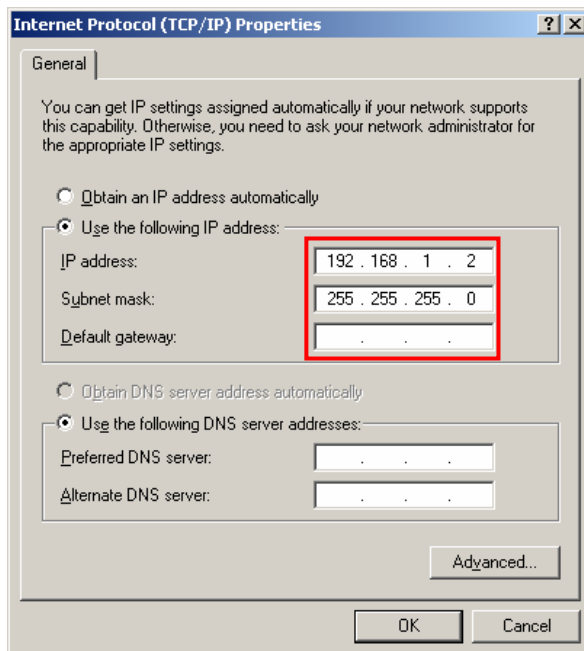 Internet Protocol (TCP/IP) Properties
General
You can get IP settings assigned automatically if your network supports
this capability. Otherwise, you need to ask your network administrator for
the appropriate IP settings.
Obtain an IP address automatically
Use the following IP address:
IP address: 192 . 168 . 1 . 2
Subnet mask: 255 . 255 . 255 . 0
Default gateway: . . .
Obtain DNS server address automatically
Use the following DNS server addresses:
Preferred DNS server: . . .
Alternate DNS server: . . .
Advanced...
OK Cancel